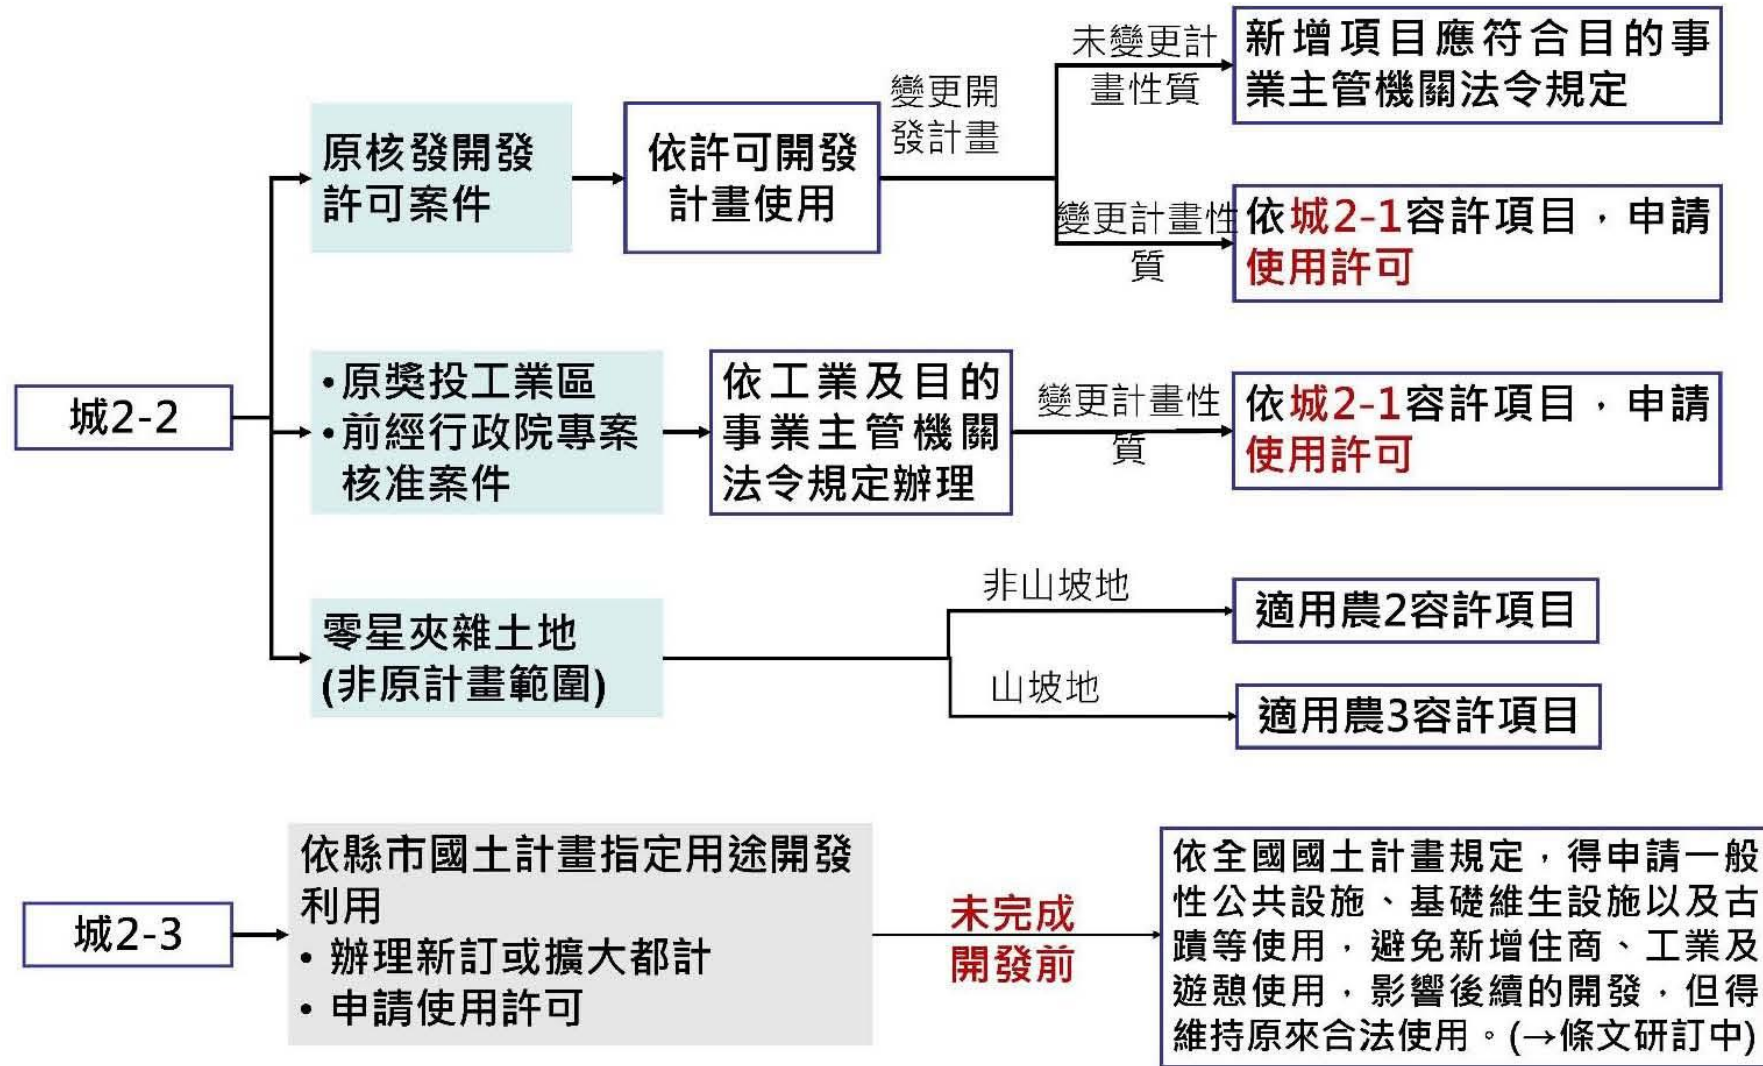 城2-2
原核發開發
許可案件
依許可開發
計畫使用
變更開
發計畫
未變更計
畫性質
新增項目應符合目的事
業主管機關法令規定
變更計畫性
質
依城2-1容許項目，申請
使用許可
•原獎投工業區
•前經行政院專案
核准案件
依工業及目的
事業主管機關
法令規定辦理
變更計畫性
質
依城2-1容許項目，申請
使用許可
零星夾雜土地
(非原計畫範圍)
非山坡地
適用農2容許項目
山坡地
適用農3容許項目
城2-3
依縣市國土計畫指定用途開發
利用
• 辦理新訂或擴大都計
• 申請使用許可
未完成
開發前
依全國國土計畫規定，得申請一般
性公共設施、基礎維生設施以及古
蹟等使用，避免新增住商、工業及
遊憩使用，影響後續的開發，但得
維持原來合法使用。(→條文研訂中)